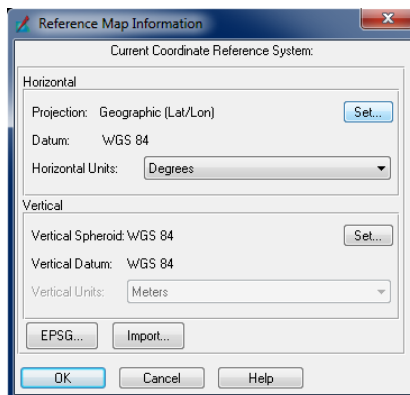 Reference Map Information
Current Coordinate Reference System:
Horizontal
Projection: Geographic (Lat/Lon) Set...
Datum: WGS 84
Horizontal Units: Degrees
Vertical
Vertical Spheroid: WGS 84 Set...
Vertical Datum: WGS 84
Vertical Units: Meters
EPSG... Import...
OK Cancel Help